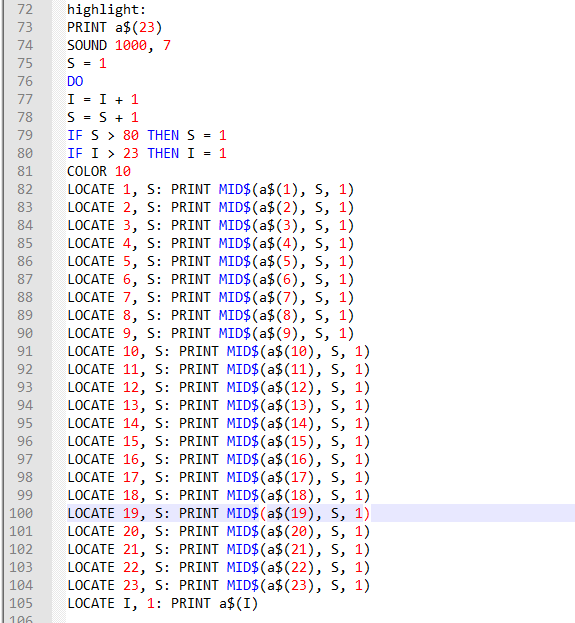 72 highlight:
73 PRINT a$(23)
74 SOUND 1000, 7
75 S = 1
76 DO
77 I = I + 1
78 S = S + 1
79 IF S > 80 THEN S = 1
80 IF I > 23 THEN I = 1
81 COLOR 10
82 LOCATE 1, S: PRINT MID$(a$(1), S, 1)
83 LOCATE 2, S: PRINT MID$(a$(2), S, 1)
84 LOCATE 3, S: PRINT MID$(a$(3), S, 1)
85 LOCATE 4, S: PRINT MID$(a$(4), S, 1)
86 LOCATE 5, S: PRINT MID$(a$(5), S, 1)
87 LOCATE 6, S: PRINT MID$(a$(6), S, 1)
88 LOCATE 7, S: PRINT MID$(a$(7), S, 1)
89 LOCATE 8, S: PRINT MID$(a$(8), S, 1)
90 LOCATE 9, S: PRINT MID$(a$(9), S, 1)
91 LOCATE 10, S: PRINT MID$(a$(10), S, 1)
92 LOCATE 11, S: PRINT MID$(a$(11), S, 1)
93 LOCATE 12, S: PRINT MID$(a$(12), S, 1)
94 LOCATE 13, S: PRINT MID$(a$(13), S, 1)
95 LOCATE 14, S: PRINT MID$(a$(14), S, 1)
96 LOCATE 15, S: PRINT MID$(a$(15), S, 1)
97 LOCATE 16, S: PRINT MID$(a$(16), S, 1)
98 LOCATE 17, S: PRINT MID$(a$(17), S, 1)
99 LOCATE 18, S: PRINT MID$(a$(18), S, 1)
100 LOCATE 19, S: PRINT MID$(a$(19), S, 1)
101 LOCATE 20, S: PRINT MID$(a$(20), S, 1)
102 LOCATE 21, S: PRINT MID$(a$(21), S, 1)
103 LOCATE 22, S: PRINT MID$(a$(22), S, 1)
104 LOCATE 23, S: PRINT MID$(a$(23), S, 1)
105 LOCATE I, 1: PRINT a$(I)
106